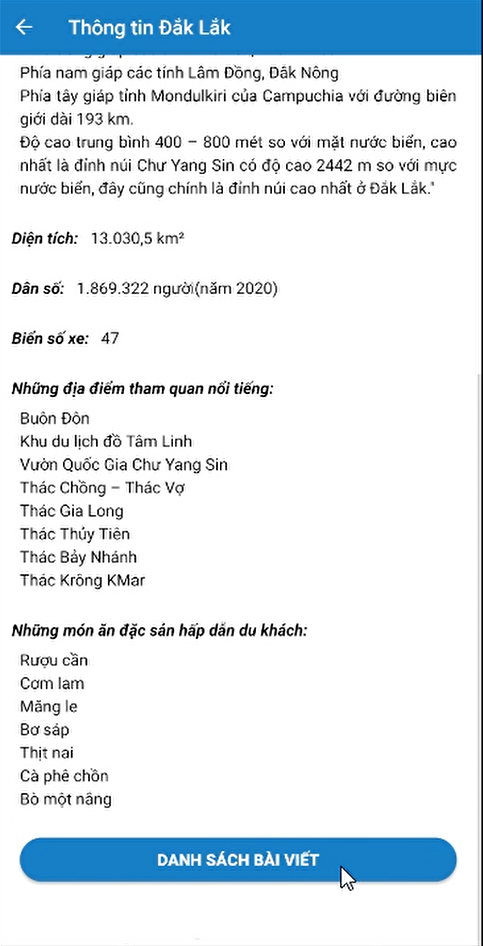 Thông tin Đắk Lắk
Phía nam giáp các tỉnh Lâm Đồng, Đắk Nông
Phía tây giáp tỉnh Mondulkiri của Campuchia với đường biên
giới dài 193 km.
Độ cao trung bình 400 – 800 mét so với mặt nước biển, cao
nhất là đỉnh núi Chư Yang Sin có độ cao 2442 m so với mực
nước biển, đây cũng chính là đỉnh núi cao nhất ở Đắk Lắk."
Diện tích: 13.030,5 km²
Dân số: 1.869.322 người(năm 2020)
Biển số xe: 47
Những địa điểm tham quan nổi tiếng:
Buôn Đôn
Khu du lịch đồ Tâm Linh
Vườn Quốc Gia Chư Yang Sin
Thác Chồng – Thác Vợ
Thác Gia Long
Thác Thủy Tiên
Thác Bảy Nhánh
Thác Krông KMar
Những món ăn đặc sản hấp dẫn du khách:
Rượu cần
Cơm lam
Măng le
Bơ sáp
Thịt nai
Cà phê chồn
Bò một nắng
DANH SÁCH BÀI VIẾT